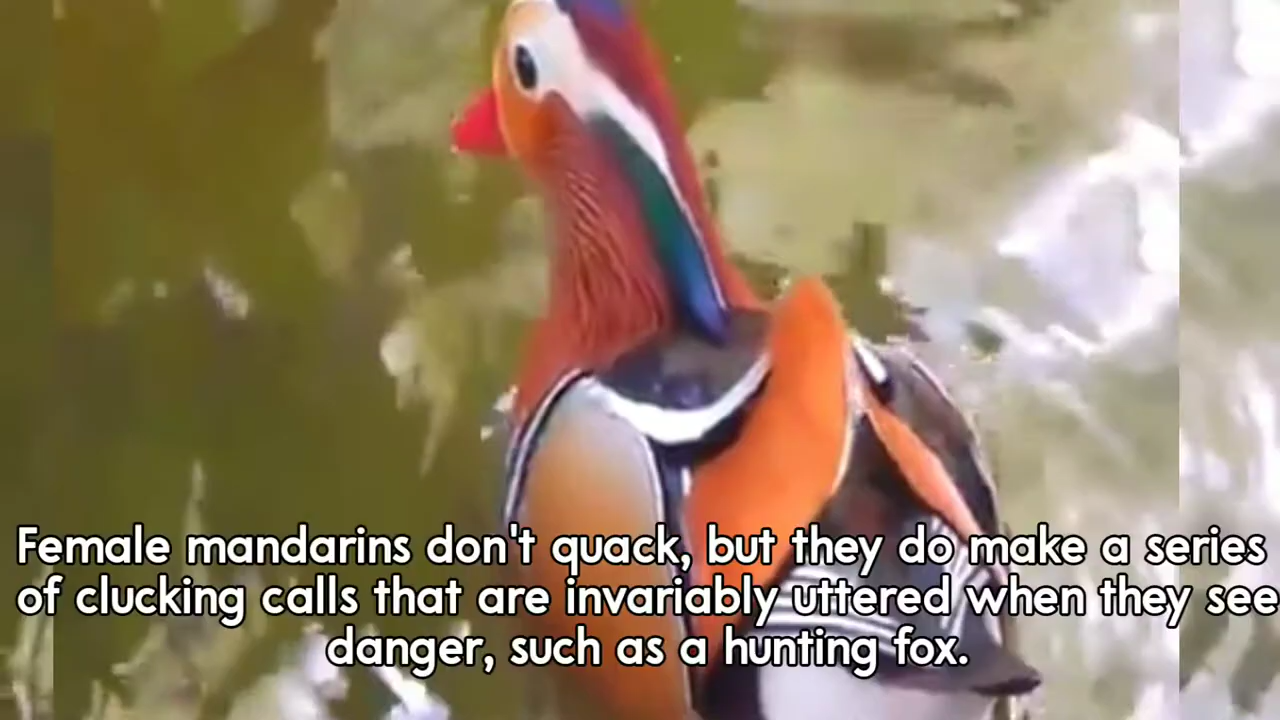 Female mandarins don't quack, but they do make a series
of clucking calls that are invariably uttered when they see
danger, such as a hunting fox.